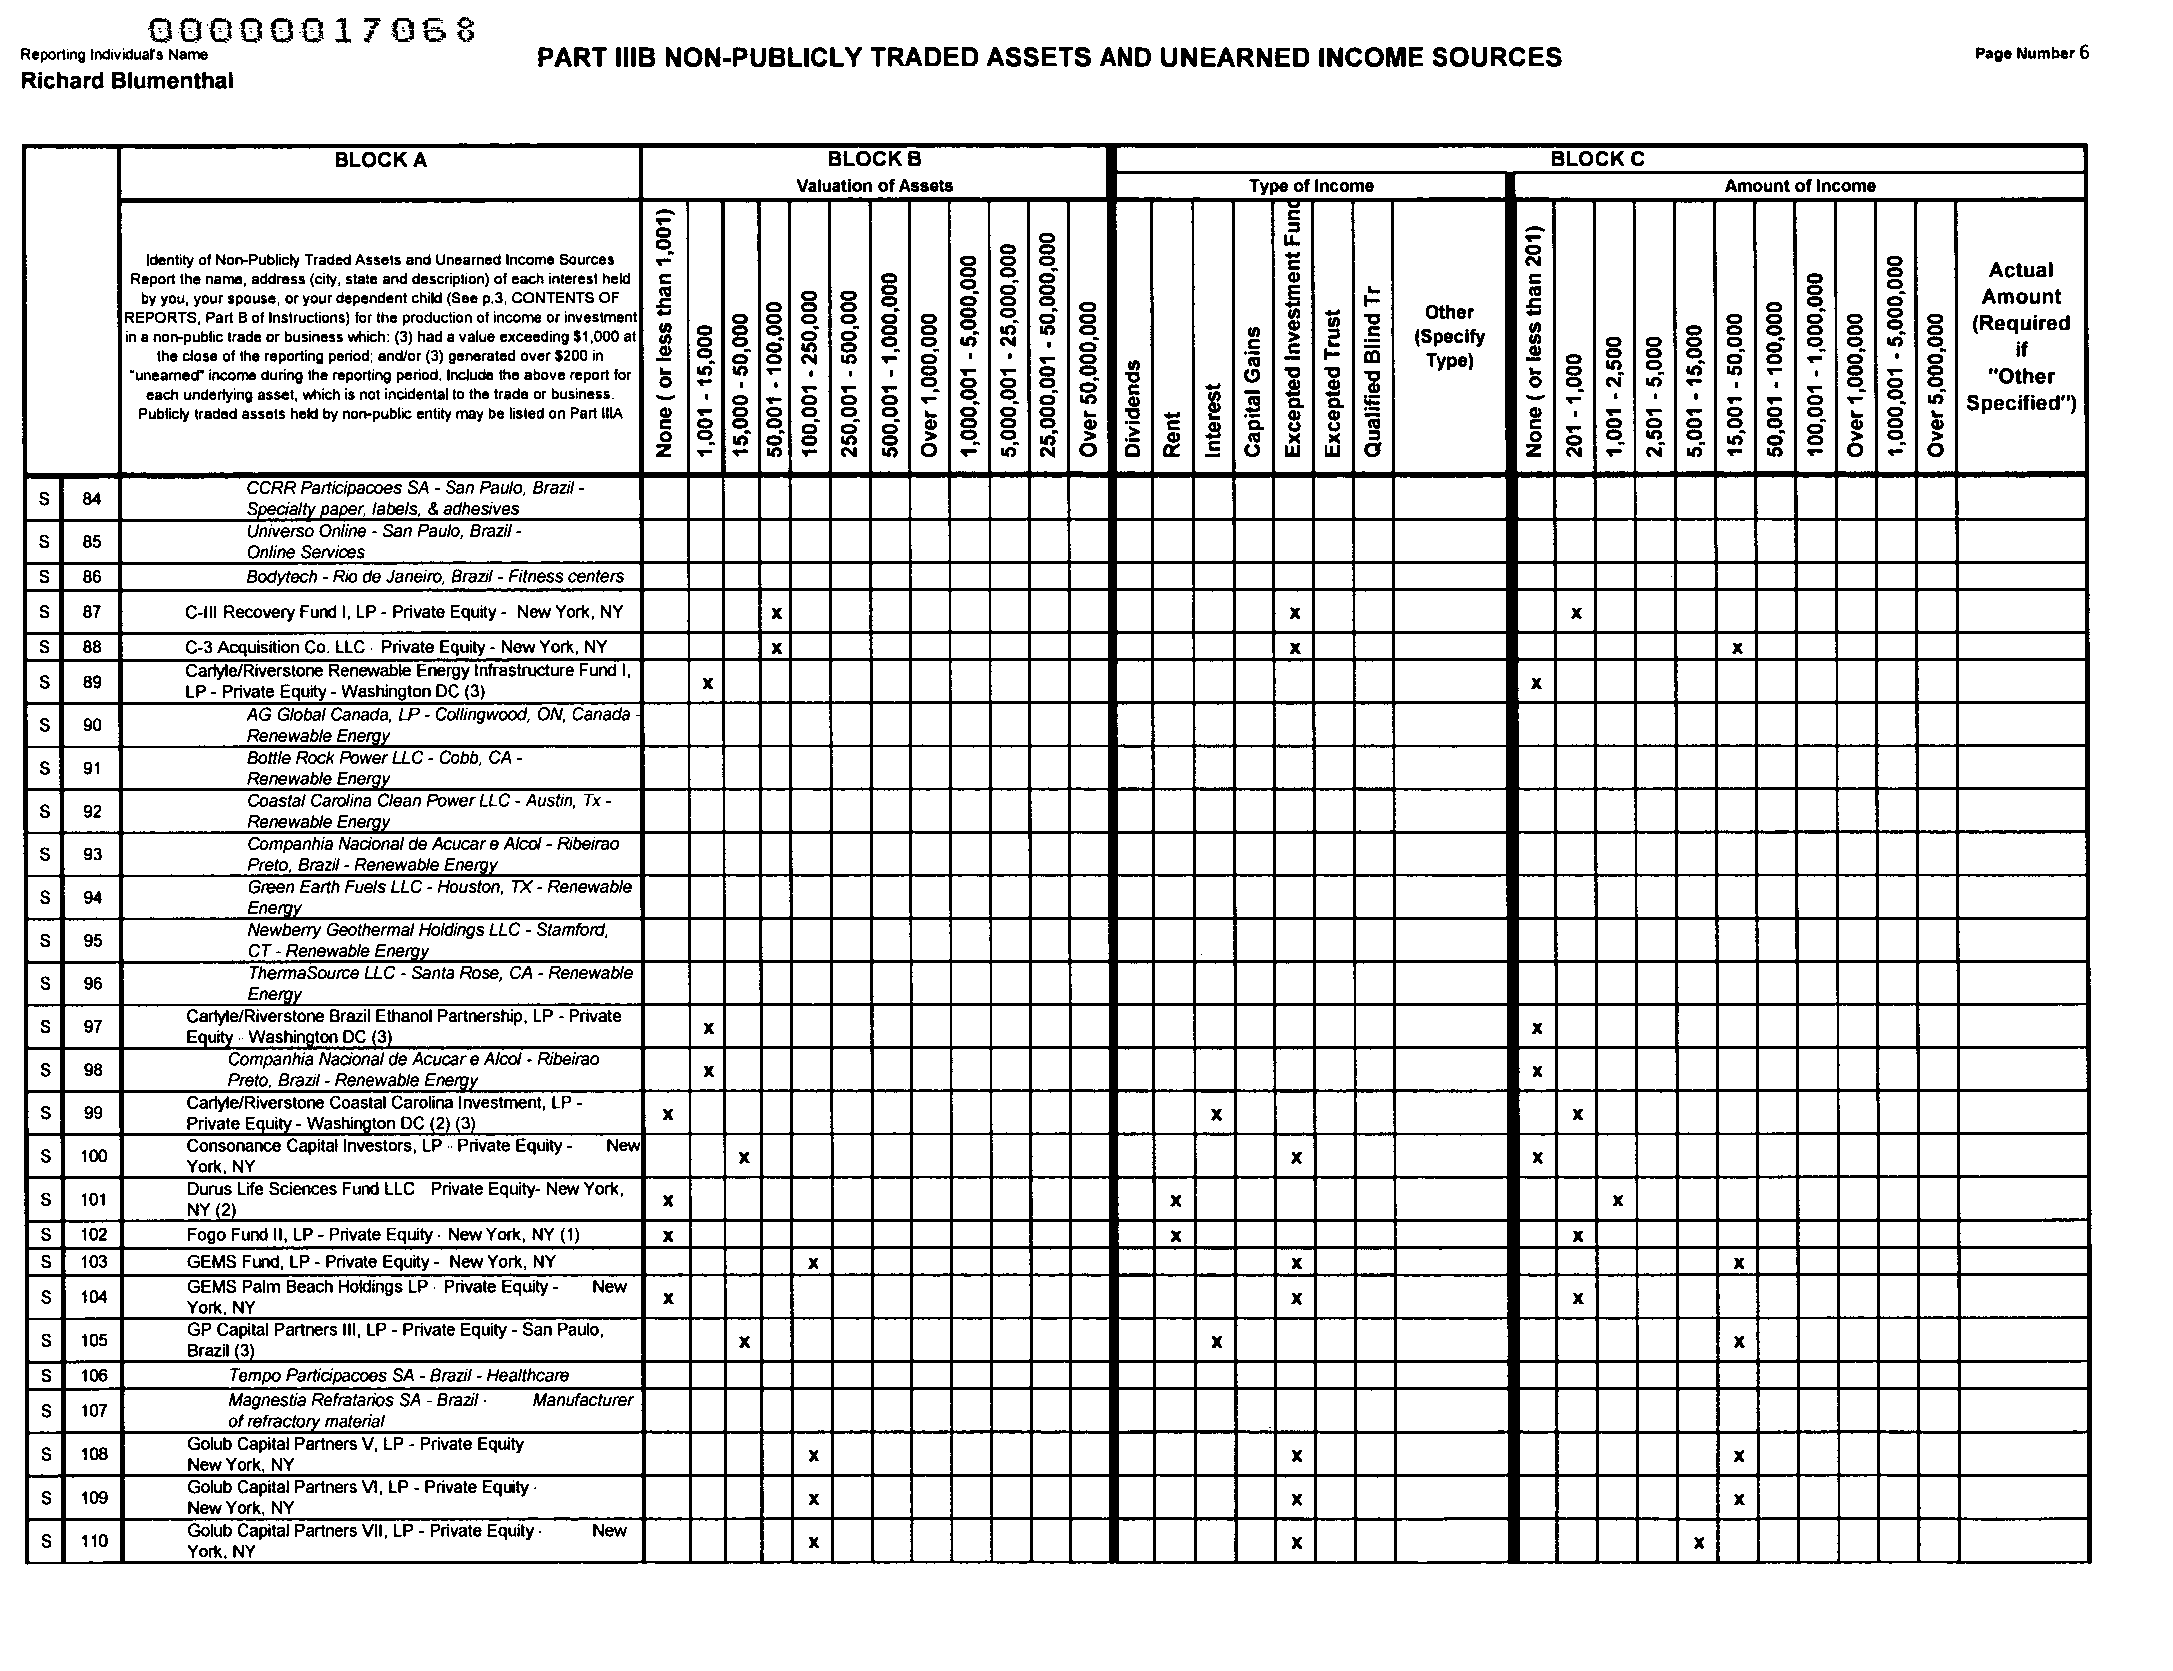 00000017068
Reporting Individual's Name
Richard Blumenthal
PART IIIB NON-PUBLICLY TRADED ASSETS AND UNEARNED INCOME SOURCES
Page Number 6
BLOCK A
BLOCK B
BLOCK C
Valuation of Assets
Type of Income
Amount of Income
Identity of Non-Publicly Traded Assets and Unearned Income Sources
Report the name, address (city, state and description) of each interest held
by you, your spouse, or your dependent child (See p.3, CONTENTS OF
REPORTS, Part B of Instructions) for the production of income or investment
in a non-public trade or business which: (3) had a value exceeding $1,000 at
the close of the reporting period; and/or (3) generated over $200 in
"unearned" income during the reporting period. Include the above report for
each underlying asset, which is not incidental to the trade or business.
Publicly traded assets held by non-public entity may be listed on Part IIIA
None ( or less than 1,001)
1,001 - 15,000
15,000 - 50,000
50,001 - 100,000
100,001 - 250,000
250,001 - 500,000
500,001 - 1,000,000
Over 1,000,000
1,000,001 - 5,000,000
5,000,001 - 25,000,000
25,000,001 - 50,000,000
Over 50,000,000
Dividends
Rent
Interest
Capital Gains
Excepted Investment Fund
Excepted Trust
Qualified Blind Tr
Other
(Specify
Type)
None ( or less than 201)
201 - 1,000
1,001 - 2,500
2,501 - 5,000
5,001 - 15,000
15,001 - 50,000
50,001 - 100,000
100,001 - 1,000,000
Over 1,000,000
1,000,001 - 5,000,000
Over 5,000,000
Actual
Amount
(Required
if
"Other
Specified")
S 84 CCRR Participacoes SA - San Paulo, Brazil -
Specialty paper, labels, & adhesives
S 85 Universo Online - San Paulo, Brazil -
Online Services
S 86 Bodytech - Rio de Janeiro, Brazil - Fitness centers
S 87 C-III Recovery Fund I, LP - Private Equity - New York, NY x x x
S 88 C-3 Acquisition Co. LLC - Private Equity - New York, NY x x x
S 89 Carlyle/Riverstone Renewable Energy Infrastructure Fund I,
LP - Private Equity - Washington DC (3) x x
S 90 AG Global Canada, LP - Collingwood, ON, Canada -
Renewable Energy
S 91 Bottle Rock Power LLC - Cobb, CA -
Renewable Energy
S 92 Coastal Carolina Clean Power LLC - Austin, Tx -
Renewable Energy
S 93 Companhia Nacional de Acucar e Alcol - Ribeirao
Preto, Brazil - Renewable Energy
S 94 Green Earth Fuels LLC - Houston, TX - Renewable
Energy
S 95 Newberry Geothermal Holdings LLC - Stamford,
CT - Renewable Energy
S 96 ThermaSource LLC - Santa Rose, CA - Renewable
Energy
S 97 Carlyle/Riverstone Brazil Ethanol Partnership, LP - Private
Equity - Washington DC (3) x x
S 98 Companhia Nacional de Acucar e Alcol - Ribeirao
Preto, Brazil - Renewable Energy x x
S 99 Carlyle/Riverstone Coastal Carolina Investment, LP -
Private Equity - Washington DC (2) (3) x x x
S 100 Consonance Capital Investors, LP - Private Equity - New
York, NY x x x
S 101 Durus Life Sciences Fund LLC Private Equity- New York,
NY (2) x x x
S 102 Fogo Fund II, LP - Private Equity - New York, NY (1) x x x
S 103 GEMS Fund, LP - Private Equity - New York, NY x x x
S 104 GEMS Palm Beach Holdings LP - Private Equity - New
York, NY x x x
S 105 GP Capital Partners III, LP - Private Equity - San Paulo,
Brazil (3) x x x
S 106 Tempo Participacoes SA - Brazil - Healthcare
S 107 Magnestia Refratarios SA - Brazil - Manufacturer
of refractory material
S 108 Golub Capital Partners V, LP - Private Equity
New York, NY x x x
S 109 Golub Capital Partners VI, LP - Private Equity -
New York, NY x x x
S 110 Golub Capital Partners VII, LP - Private Equity - New
York, NY x x x